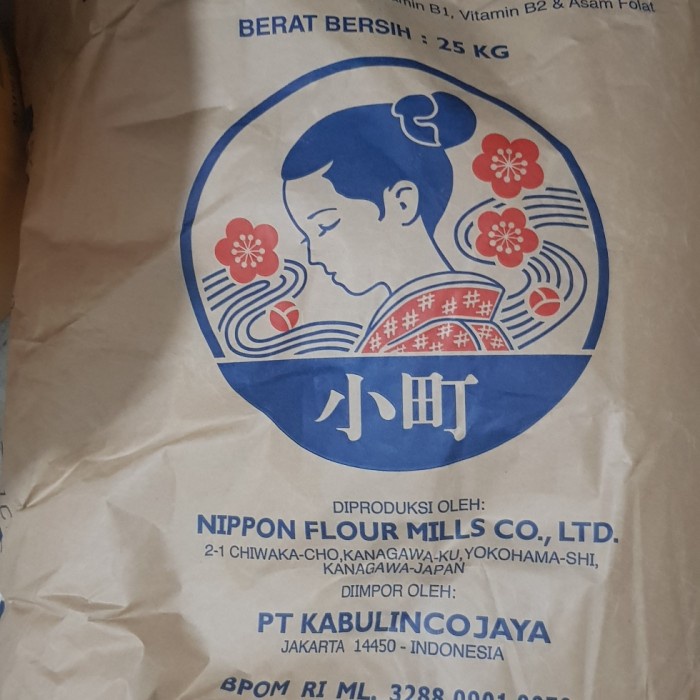 B1, Vitamin B2 & Asam Folat
BERAT BERSIH : 25 KG
小町
DIPRODUKSI OLEH:
NIPPON FLOUR MILLS CO., LTD.
2-1 CHIWAKA-CHO,KANAGAWA-KU,YOKOHAMA-SHI,
KANAGAWA-JAPAN
DIIMPOR OLEH:
PT KABULINCO JAYA
JAKARTA 14450 - INDONESIA
BPOM RI ML. 3288 0001